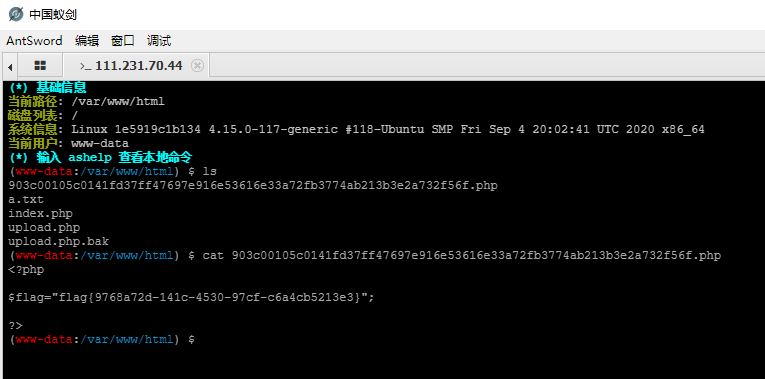 中国蚁剑
AntSword 编辑 窗口 调试
>_ 111.231.70.44
(*) 基础信息
当前路径: /var/www/html
磁盘列表: /
系统信息: Linux 1e5919c1b134 4.15.0-117-generic #118-Ubuntu SMP Fri Sep 4 20:02:41 UTC 2020 x86_64
当前用户: www-data
(*) 输入 ashelp 查看本地命令
(www-data:/var/www/html) $ ls
903c00105c0141fd37ff47697e916e53616e33a72fb3774ab213b3e2a732f56f.php
a.txt
index.php
upload.php
upload.php.bak
(www-data:/var/www/html) $ cat 903c00105c0141fd37ff47697e916e53616e33a72fb3774ab213b3e2a732f56f.php
<?php
$flag="flag{9768a72d-141c-4530-97cf-c6a4cb5213e3}";
?>
(www-data:/var/www/html) $